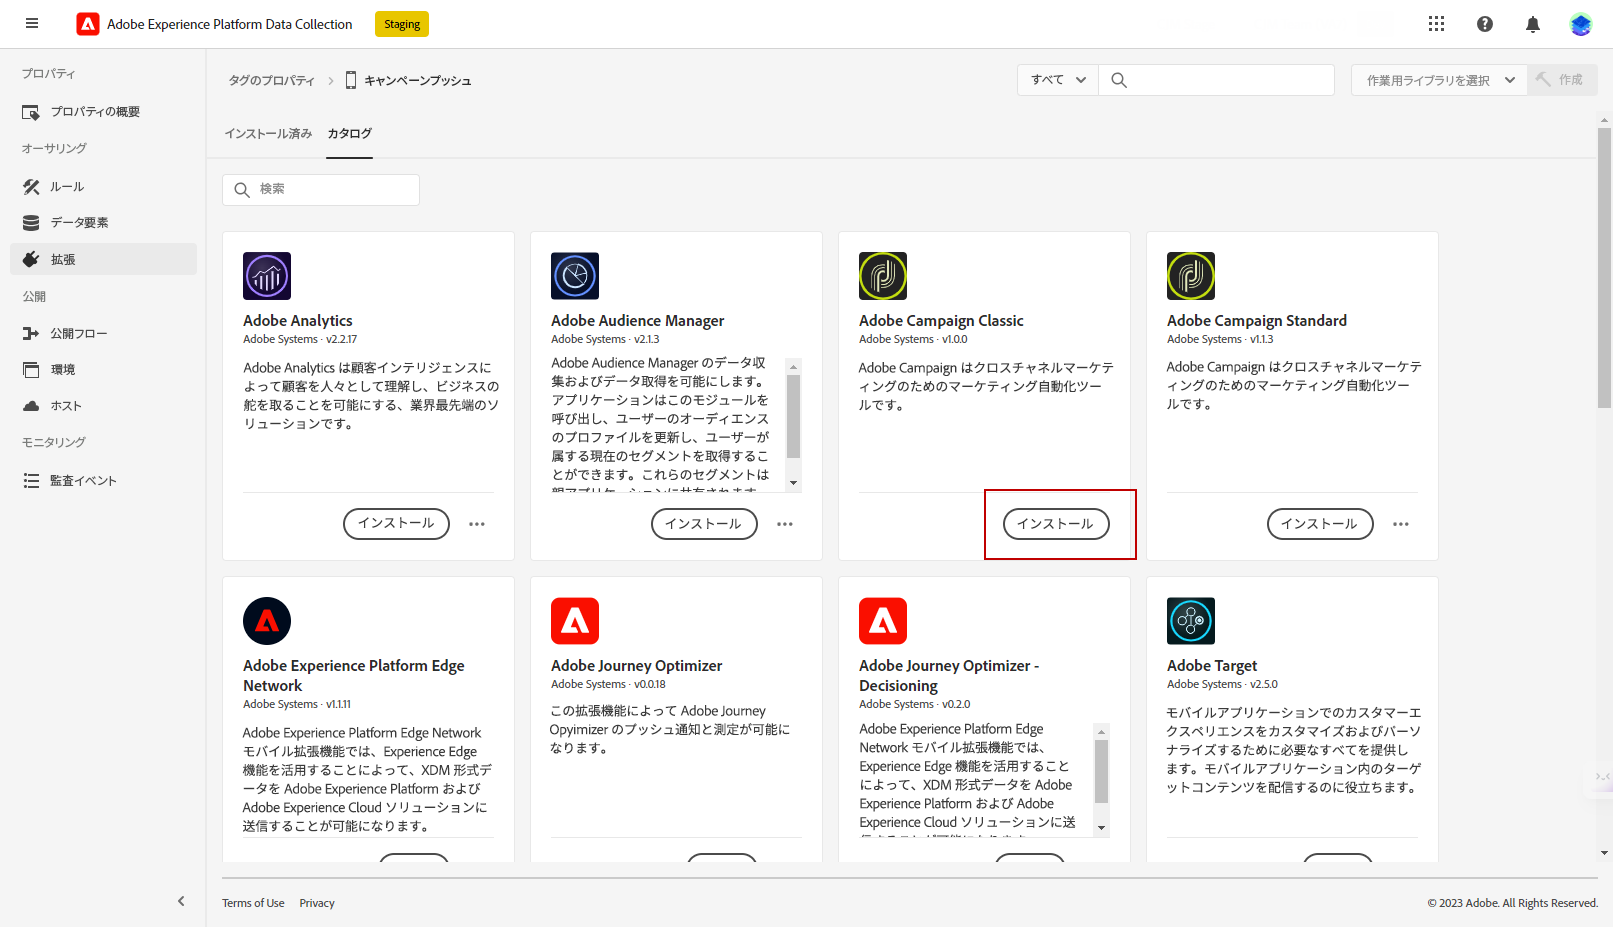 Adobe Experience Platform Data Collection
Staging
プロパティ
プロパティの概要
オーサリング
ルール
データ要素
拡張
公開
公開フロー
環境
ホスト
モニタリング
監査イベント
タグのプロパティ
キャンペーンプッシュ
すべて
作業用ライブラリを選択
作成
インストール済み
カタログ
検索
Adobe Analytics
Adobe Systems · v2.2.17
Adobe Analytics は顧客インテリジェンスに
よって顧客を人々として理解し、ビジネスの
舵を取ることを可能にする、業界最先端のソ
リューションです。
インストール
Adobe Audience Manager
Adobe Systems · v2.1.3
Adobe Audience Manager のデータ収
集およびデータ取得を可能にします。
アプリケーションはこのモジュールを
呼び出し、ユーザーのオーディエンス
のプロファイルを更新し、ユーザーが
属する現在のセグメントを取得するこ
とができます。これらのセグメントは
親アプリケーションに共有されます。
インストール
Adobe Campaign Classic
Adobe Systems · v1.0.0
Adobe Campaign はクロスチャネルマーケテ
ィングのためのマーケティング自動化ツー
ルです。
インストール
Adobe Campaign Standard
Adobe Systems · v1.1.3
Adobe Campaign はクロスチャネルマーケテ
ィングのためのマーケティング自動化ツー
ルです。
インストール
Adobe Experience Platform Edge
Network
Adobe Systems · v1.1.11
Adobe Experience Platform Edge Network
モバイル拡張機能では、Experience Edge
機能を活用することによって、XDM 形式デ
ータを Adobe Experience Platform および
Adobe Experience Cloud ソリューションに
送信することが可能になります。
Adobe Journey Optimizer
Adobe Systems · v0.0.18
この拡張機能によって Adobe Journey
Opyimizer のプッシュ通知と測定が可能に
なります。
Adobe Journey Optimizer -
Decisioning
Adobe Systems · v0.2.0
Adobe Experience Platform Edge
Network モバイル拡張機能では、
Experience Edge 機能を活用すること
によって、XDM 形式データを Adobe
Experience Platform および Adobe
Experience Cloud ソリューションに送
信することが可能になります。
Adobe Target
Adobe Systems · v2.5.0
モバイルアプリケーションでのカスタマーエ
クスペリエンスをカスタマイズおよびパーソ
ナライズするために必要なすべてを提供し
ます。モバイルアプリケーション内のターゲ
ットコンテンツを配信するのに役立ちます。
Terms of Use
Privacy
© 2023 Adobe. All Rights Reserved.